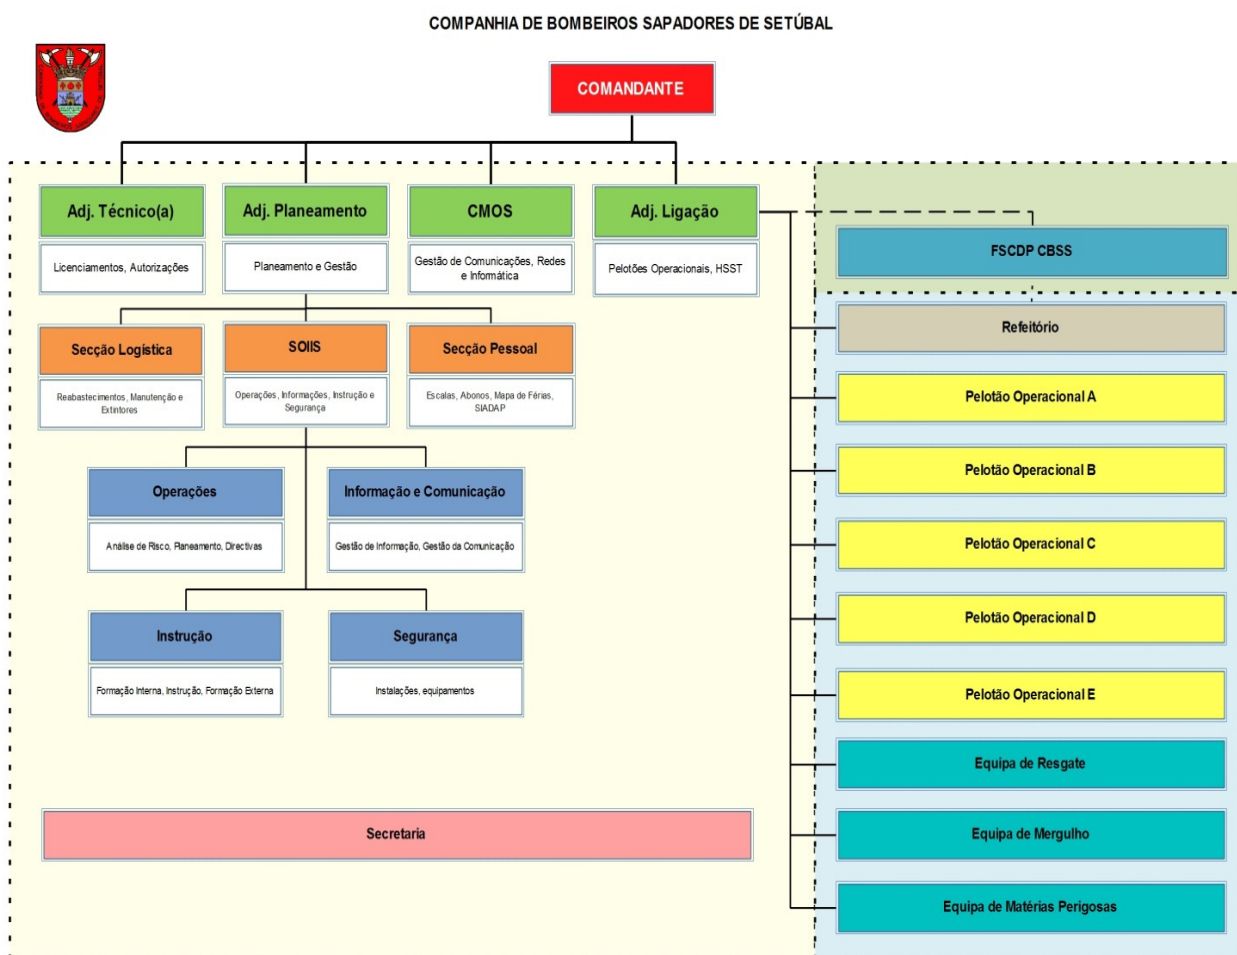 COMPANHIA DE BOMBEIROS SAPADORES DE SETÚBAL
COMANDANTE
Adj. Técnico(a)
Licenciamentos, Autorizações
Adj. Planeamento
Planeamento e Gestão
CMOS
Gestão de Comunicações, Redes
e Informática
Adj. Ligação
Pelotões Operacionais, HSST
FSCDP CBSS
Refeitório
Secção Logística
Reabastecimentos, Manutenção e
Extintores
SOIIS
Operações, Informações, Instrução e
Segurança
Secção Pessoal
Escalas, Abonos, Mapa de Férias,
SIADAP
Pelotão Operacional A
Pelotão Operacional B
Pelotão Operacional C
Pelotão Operacional D
Pelotão Operacional E
Operações
Análise de Risco, Planeamento, Directivas
Informação e Comunicação
Gestão de Informação, Gestão da Comunicação
Instrução
Formação Interna, Instrução, Formação Externa
Segurança
Instalações, equipamentos
Equipa de Resgate
Equipa de Mergulho
Equipa de Matérias Perigosas
Secretaria